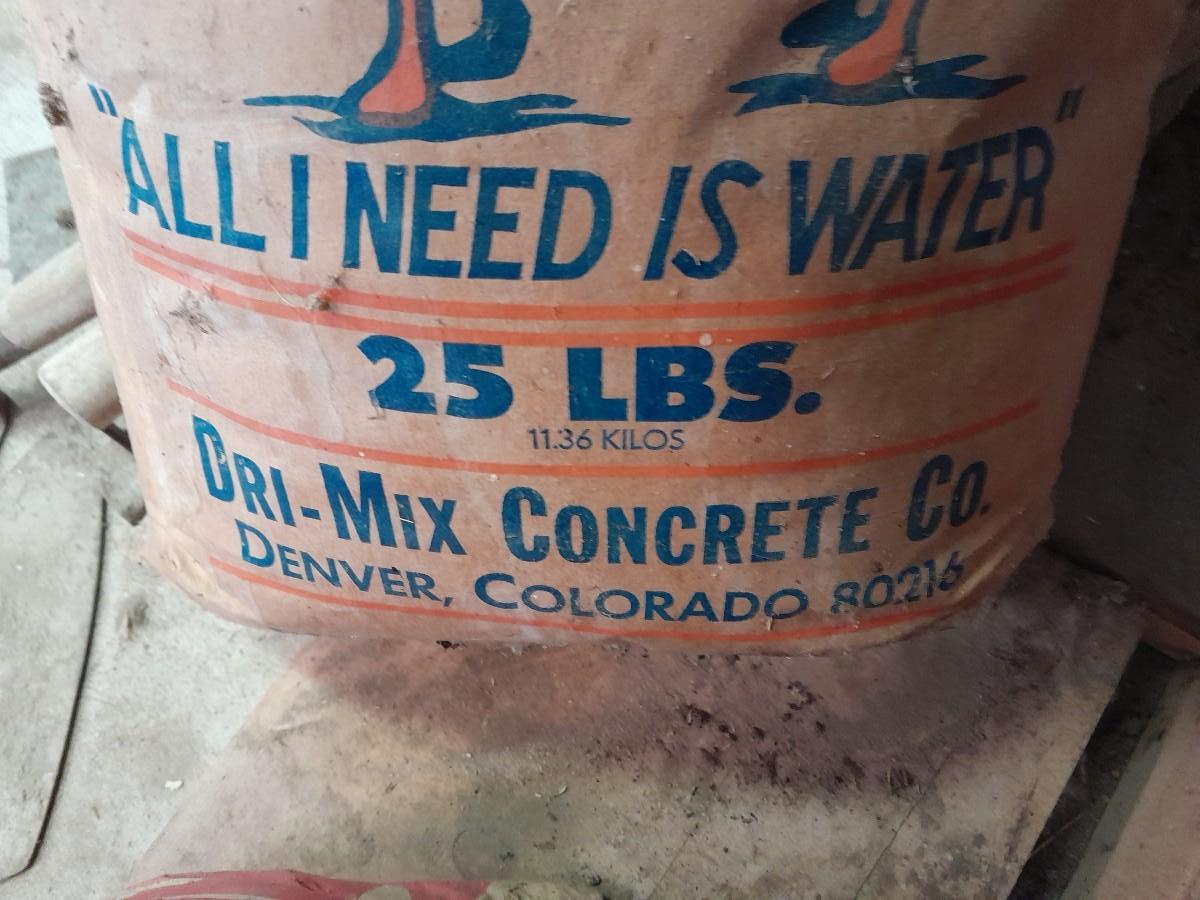 "ALL I NEED IS WATER"
25 LBS.
11.36 KILOS
DRI-MIX CONCRETE CO.
DENVER, COLORADO 80216